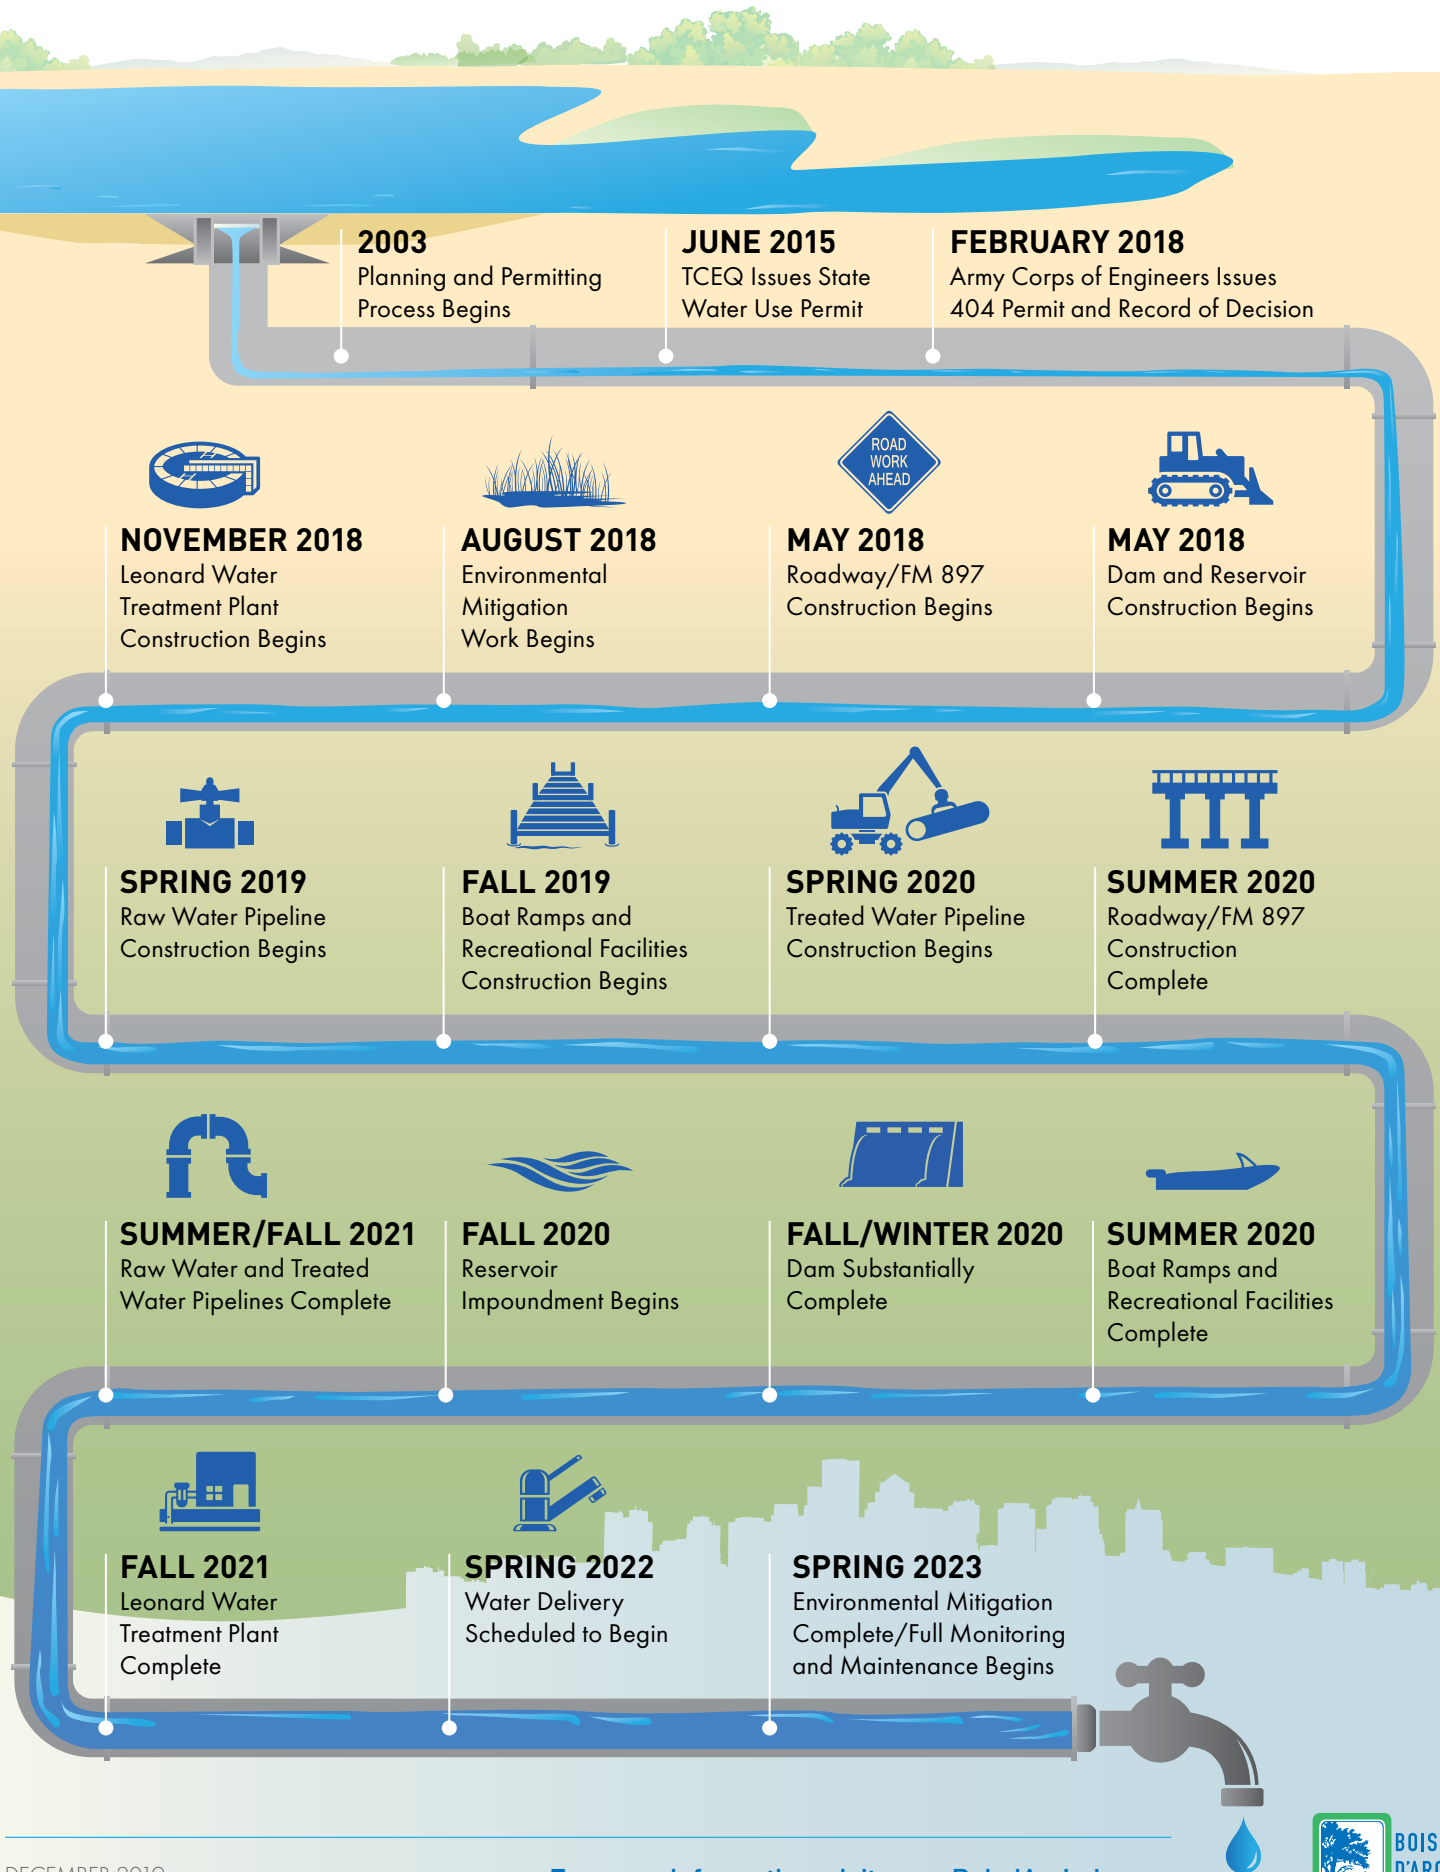 2003
Planning and Permitting
Process Begins
JUNE 2015
TCEQ Issues State
Water Use Permit
FEBRUARY 2018
Army Corps of Engineers Issues
404 Permit and Record of Decision
ROAD
WORK
AHEAD
MAY 2018
Dam and Reservoir
Construction Begins
MAY 2018
Roadway/FM 897
Construction Begins
AUGUST 2018
Environmental
Mitigation
Work Begins
NOVEMBER 2018
Leonard Water
Treatment Plant
Construction Begins
SPRING 2019
Raw Water Pipeline
Construction Begins
FALL 2019
Boat Ramps and
Recreational Facilities
Construction Begins
SPRING 2020
Treated Water Pipeline
Construction Begins
SUMMER 2020
Roadway/FM 897
Construction
Complete
SUMMER 2020
Boat Ramps and
Recreational Facilities
Complete
FALL/WINTER 2020
Dam Substantially
Complete
FALL 2020
Reservoir
Impoundment Begins
SUMMER/FALL 2021
Raw Water and Treated
Water Pipelines Complete
FALL 2021
Leonard Water
Treatment Plant
Complete
SPRING 2022
Water Delivery
Scheduled to Begin
SPRING 2023
Environmental Mitigation
Complete/Full Monitoring
and Maintenance Begins
BOIS
DECEMBER 2019